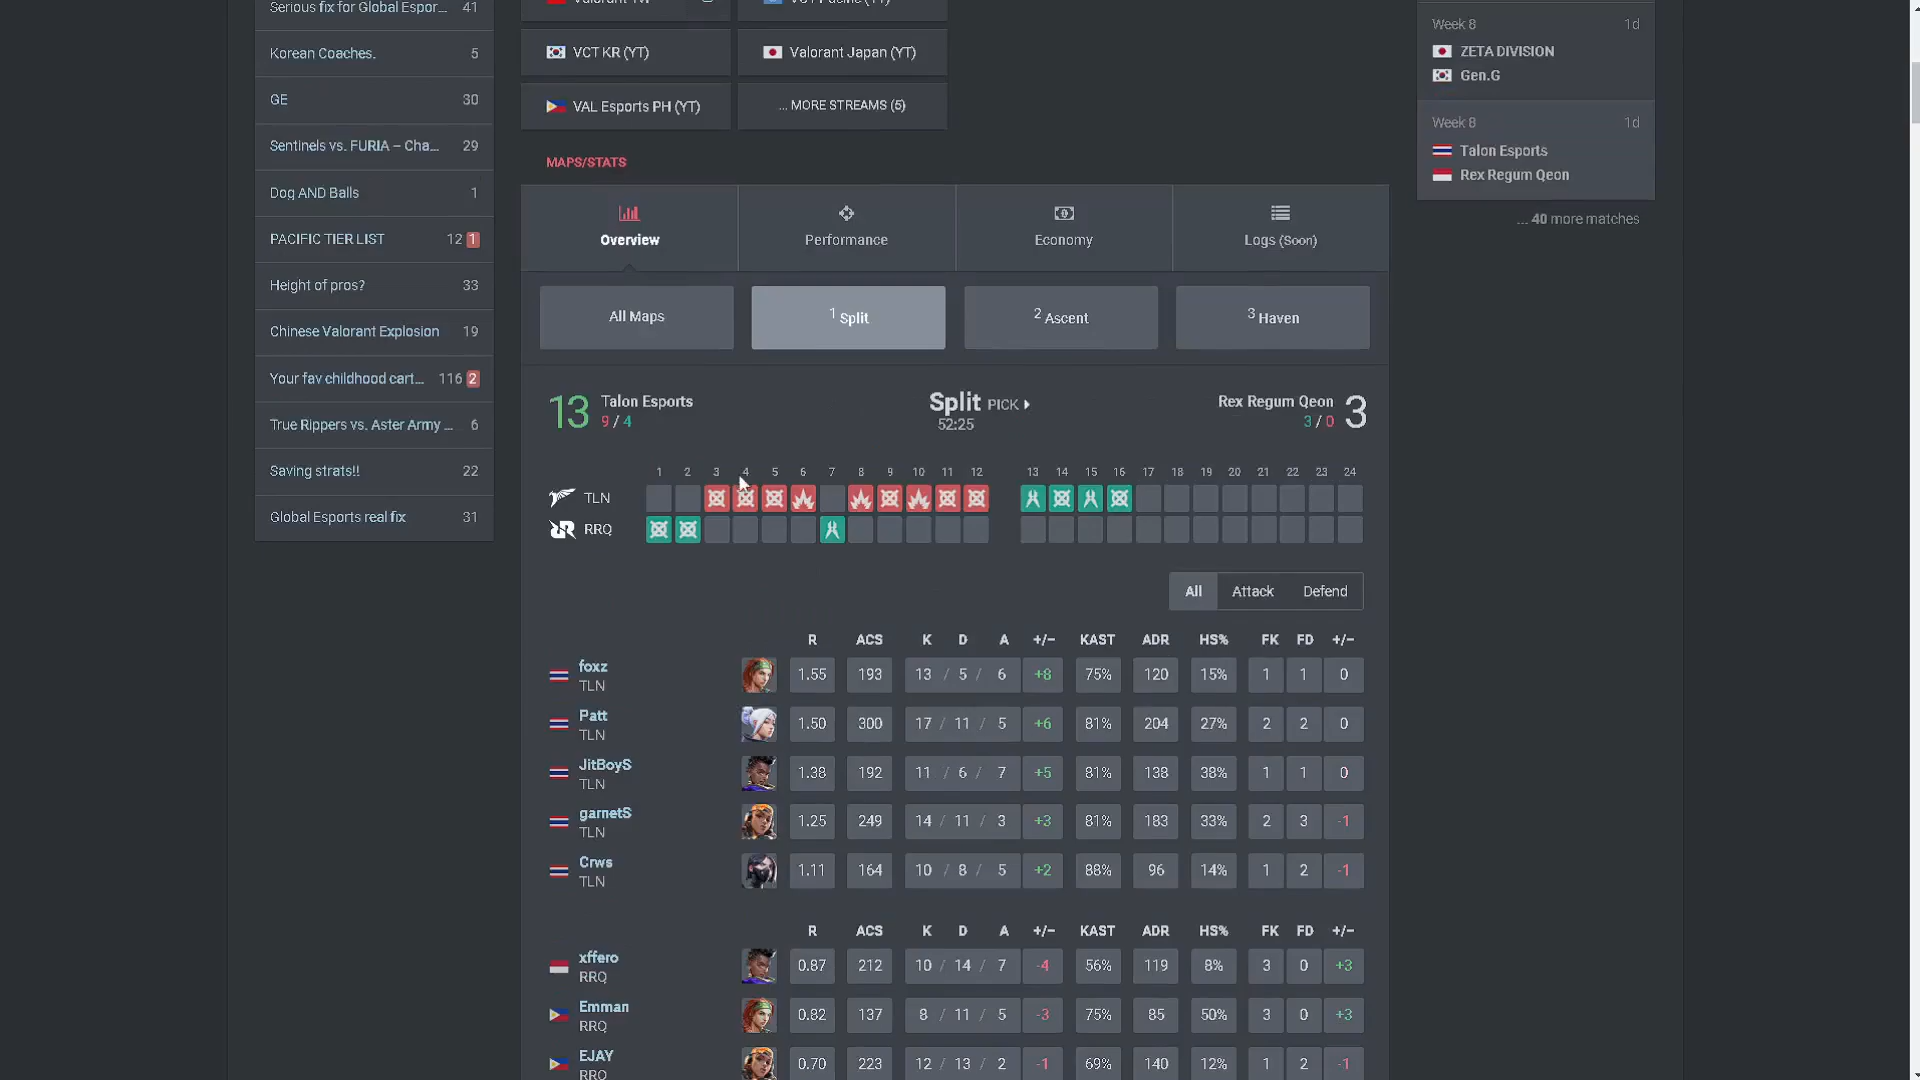 Serious fix for Global Espor... 41
Korean Coaches. 5
GE 30
Sentinels vs. FURIA – Cha... 29
Dog AND Balls 1
PACIFIC TIER LIST 12 1
Height of pros? 33
Chinese Valorant Explosion 19
Your fav childhood cart... 116 2
True Rippers vs. Aster Army ... 6
Saving strats!! 22
Global Esports real fix 31
VCT KR (YT) Valorant Japan (YT)
VAL Esports PH (YT) ... MORE STREAMS (5)
MAPS/STATS
Overview Performance Economy Logs (Soon)
All Maps 1 Split 2 Ascent 3 Haven
13 Talon Esports 9 / 4
Split PICK
52:25
Rex Regum Qeon 3 / 0 3
1 2 3 4 5 6 7 8 9 10 11 12 13 14 15 16 17 18 19 20 21 22 23 24
TLN
RRQ
All Attack Defend
R ACS K D A +/– KAST ADR HS% FK FD +/–
foxz TLN 1.55 193 13 / 5 / 6 +8 75% 120 15% 1 1 0
Patt TLN 1.50 300 17 / 11 / 5 +6 81% 204 27% 2 2 0
JitBoyS TLN 1.38 192 11 / 6 / 7 +5 81% 138 38% 1 1 0
garnetS TLN 1.25 249 14 / 11 / 3 +3 81% 183 33% 2 3 -1
Crws TLN 1.11 164 10 / 8 / 5 +2 88% 96 14% 1 2 -1
R ACS K D A +/– KAST ADR HS% FK FD +/–
xffero RRQ 0.87 212 10 / 14 / 7 -4 56% 119 8% 3 0 +3
Emman RRQ 0.82 137 8 / 11 / 5 -3 75% 85 50% 3 0 +3
EJAY RRQ 0.70 223 12 / 13 / 2 -1 69% 140 12% 1 2 -1
Week 8 1d
ZETA DIVISION
Gen.G
Week 8 1d
Talon Esports
Rex Regum Qeon
... 40 more matches